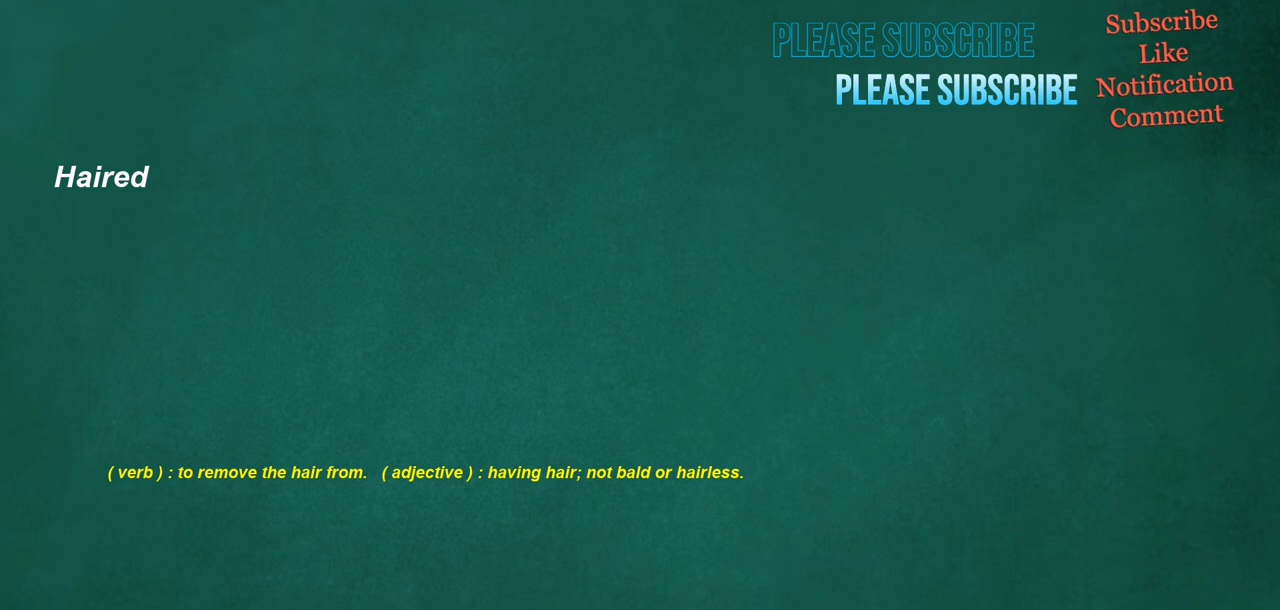 PLEASE SUBSCRIBE
PLEASE SUBSCRIBE
Subscribe
Like
Notification
Comment
Haired
( verb ) : to remove the hair from.   ( adjective ) : having hair; not bald or hairless.